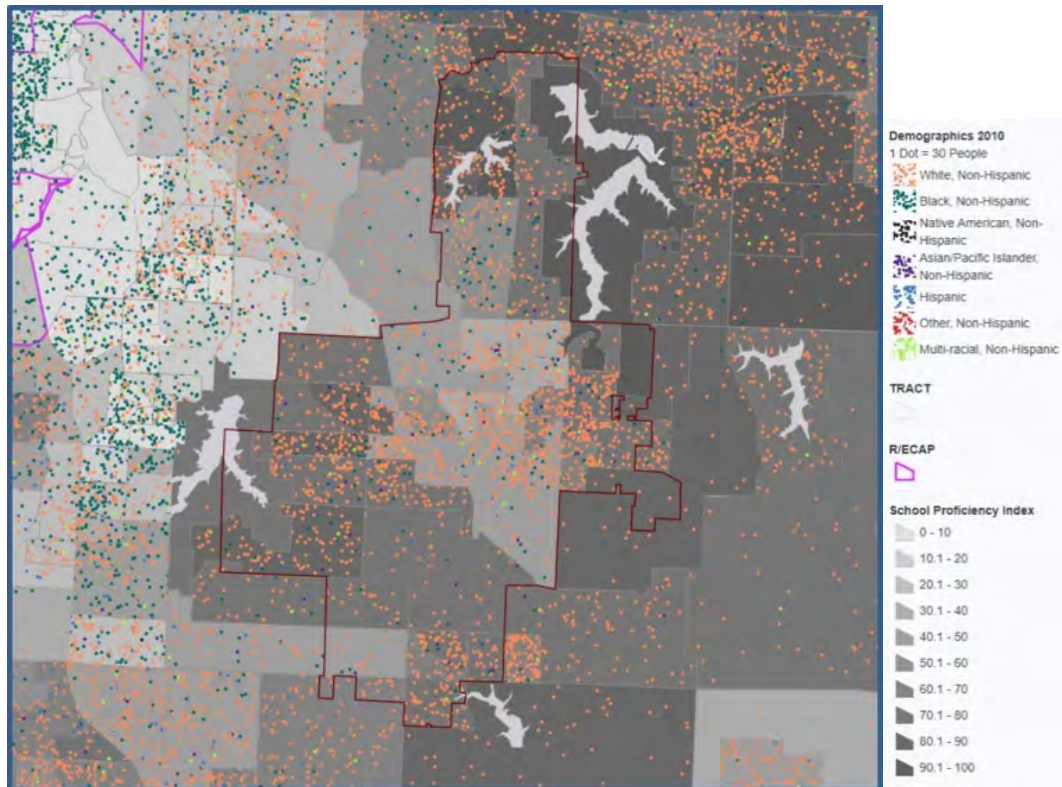 Demographics 2010
1 Dot = 30 People
White, Non-Hispanic
Black, Non-Hispanic
Native American, Non-
Hispanic
Asian/Pacific Islander,
Non-Hispanic
Hispanic
Other, Non-Hispanic
Multi-racial, Non-Hispanic
TRACT
R/ECAP
School Proficiency Index
0 - 10
10.1 - 20
20.1 - 30
30.1 - 40
40.1 - 50
50.1 - 60
60.1 - 70
70.1 - 80
80.1 - 90
90.1 - 100